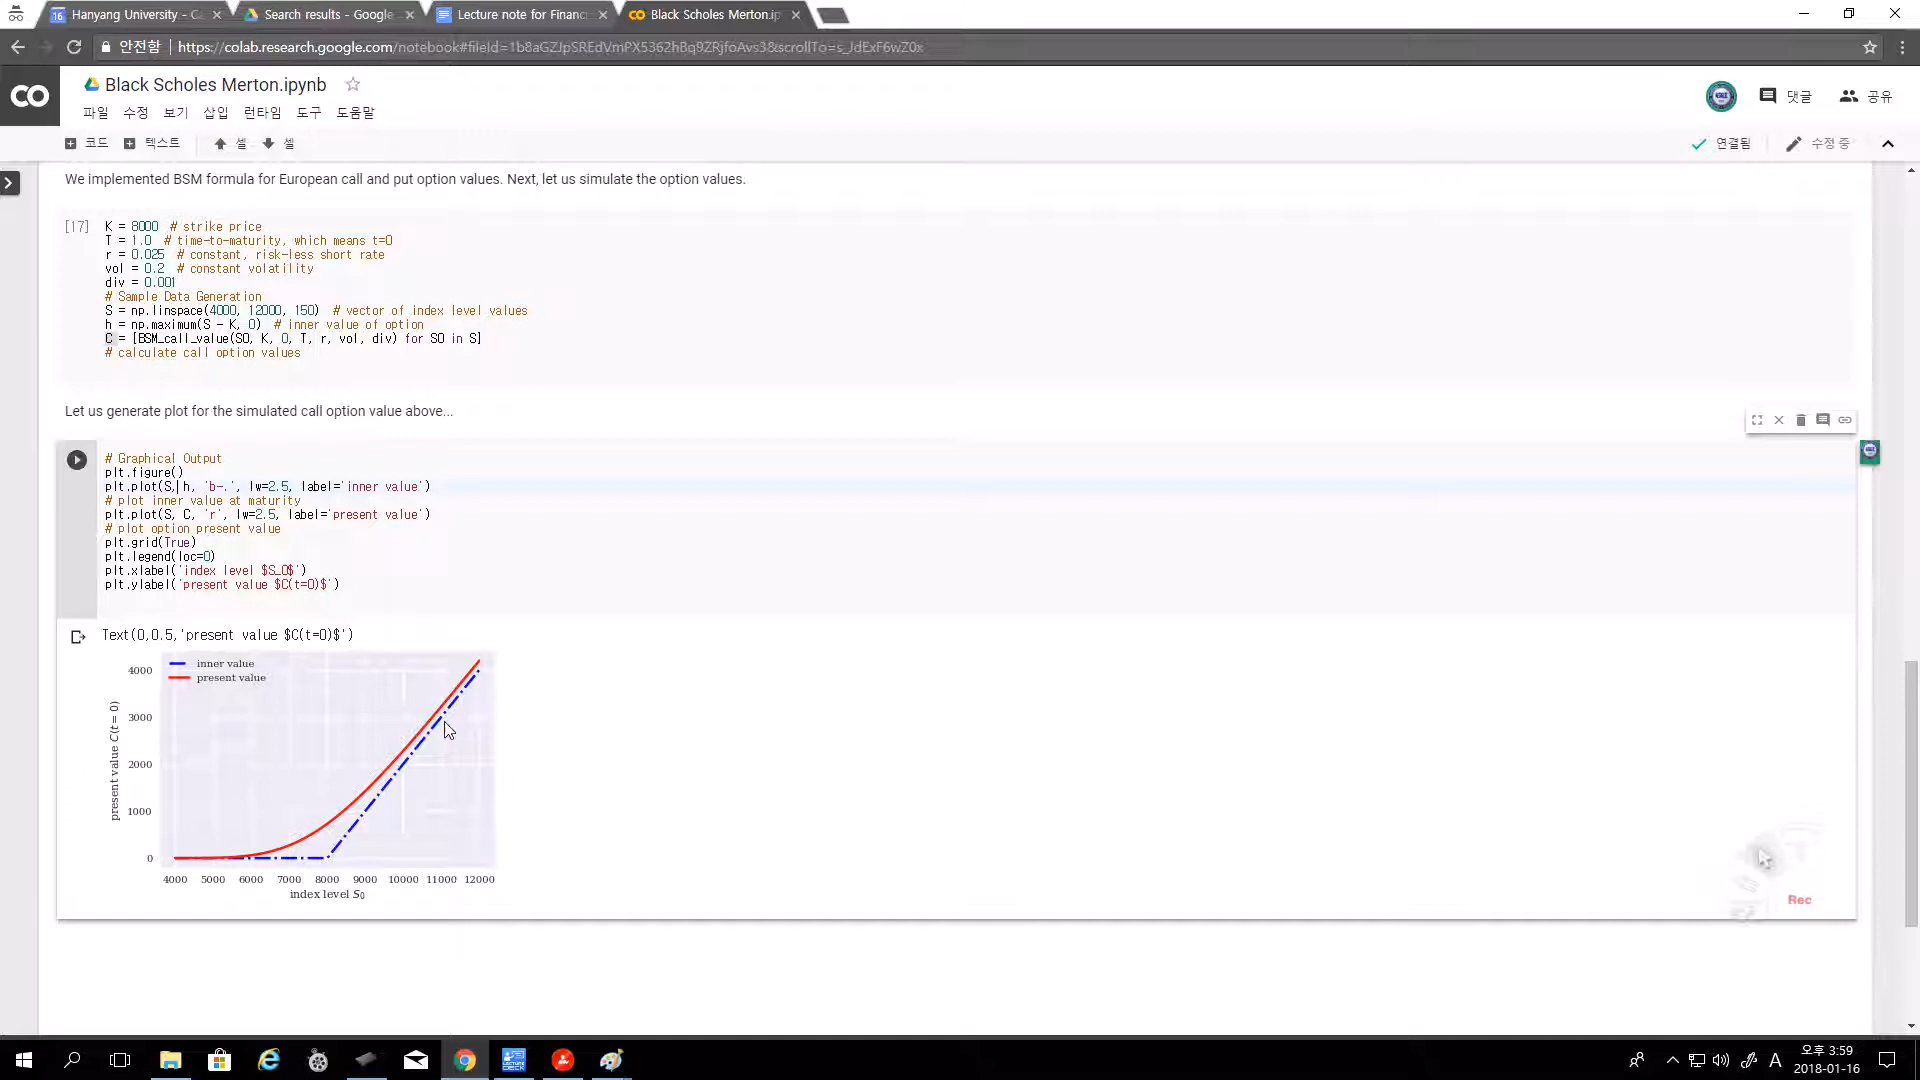 Hanyang University - C
Search results - Google
Lecture note for Financ
Black Scholes Merton.ip
안전함
https://colab.research.google.com/notebook#fileId=1b8aGZJpSREdVmPX5362hBq9ZRjfoAvs3&scrollTo=s_JdExF6wZ0x
CO
Black Scholes Merton.ipynb
파일 수정 보기 삽입 런타임 도구 도움말
댓글
공유
코드 텍스트 셀 셀
연결됨
수정 중
We implemented BSM formula for European call and put option values. Next, let us simulate the option values.
[17] K = 8000 # strike price
T = 1.0 # time-to-maturity, which means t=0
r = 0.025 # constant, risk-less short rate
vol = 0.2 # constant volatility
div = 0.001
# Sample Data Generation
S = np.linspace(4000, 12000, 150) # vector of index level values
h = np.maximum(S - K, 0) # inner value of option
C = [BSM_call_value(S0, K, 0, T, r, vol, div) for S0 in S]
# calculate call option values
Let us generate plot for the simulated call option value above...
# Graphical Output
plt.figure()
plt.plot(S, h, 'b-.', lw=2.5, label='inner value')
# plot inner value at maturity
plt.plot(S, C, 'r', lw=2.5, label='present value')
# plot option present value
plt.grid(True)
plt.legend(loc=0)
plt.xlabel('index level $S_0$')
plt.ylabel('present value $C(t=0)$')
Text(0,0.5,'present value $C(t=0)$')
inner value
present value
4000
3000
2000
1000
0
present value C(t = 0)
4000 5000 6000 7000 8000 9000 10000 11000 12000
index level S0
Rec
A
오후 3:59
2018-01-16